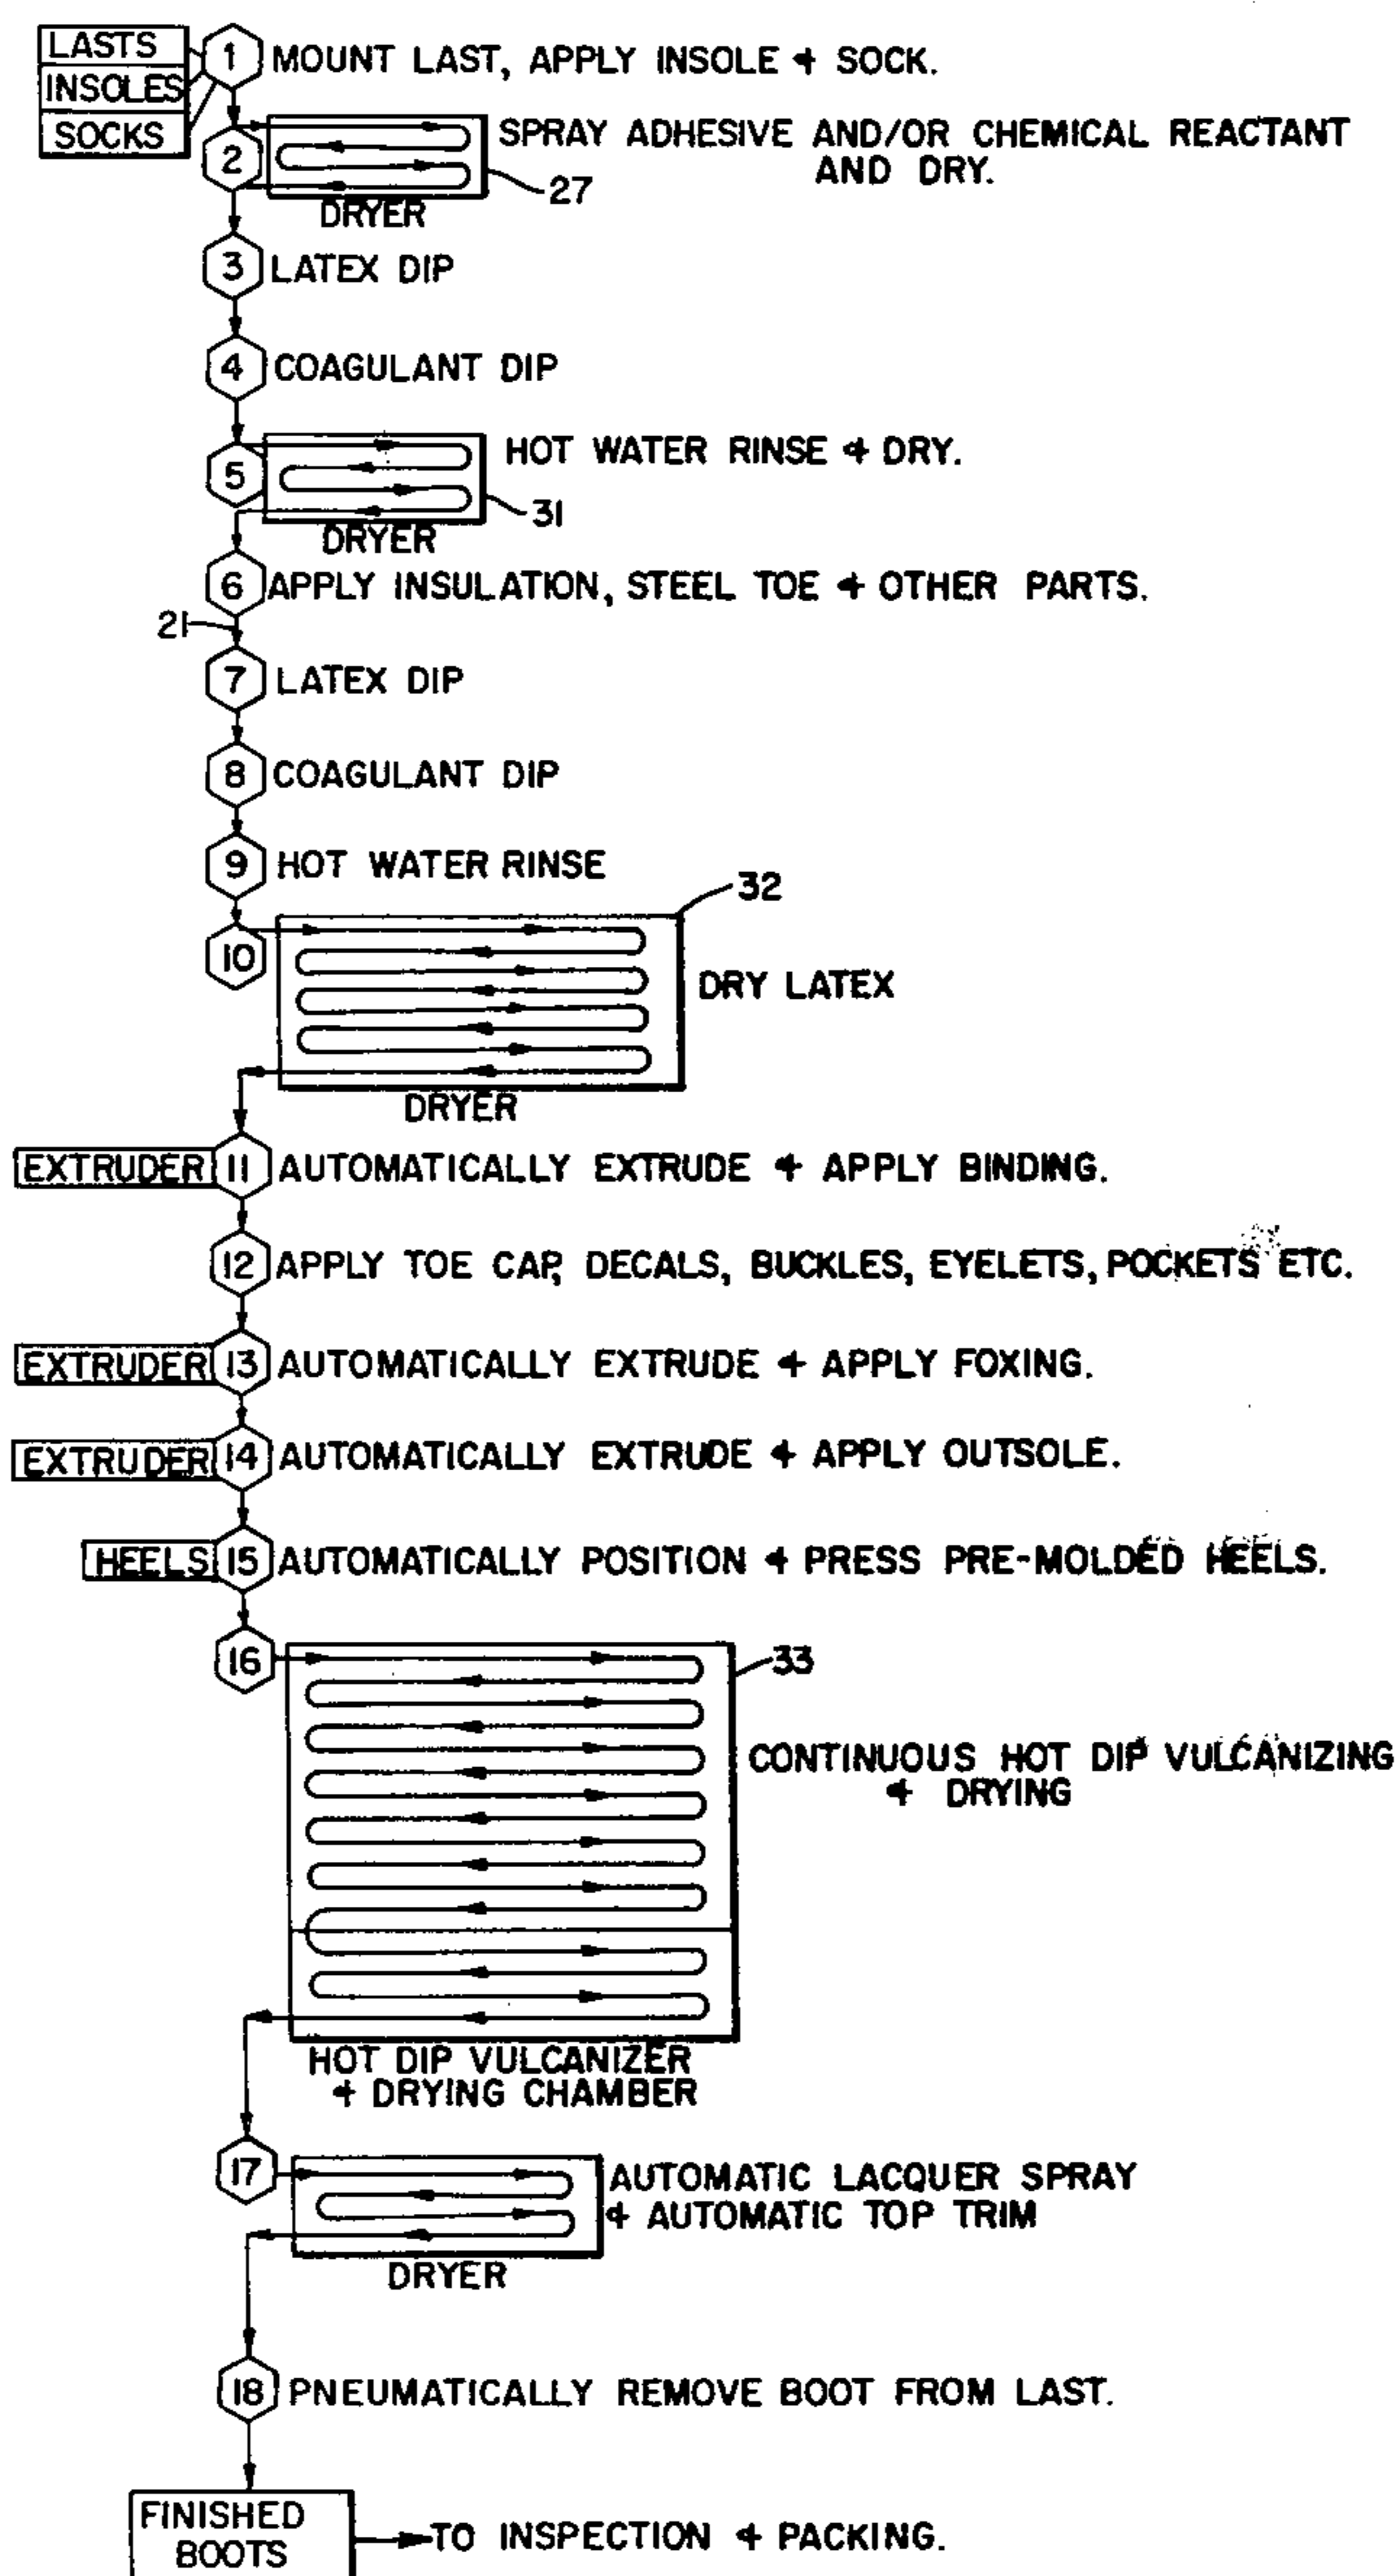 LASTS
INSOLES
SOCKS
1 MOUNT LAST, APPLY INSOLE & SOCK.
2 SPRAY ADHESIVE AND/OR CHEMICAL REACTANT
AND DRY.
27
DRYER
3 LATEX DIP
4 COAGULANT DIP
5 HOT WATER RINSE & DRY.
31
DRYER
6 APPLY INSULATION, STEEL TOE & OTHER PARTS.
21
7 LATEX DIP
8 COAGULANT DIP
9 HOT WATER RINSE
32
10 DRY LATEX
DRYER
EXTRUDER 11 AUTOMATICALLY EXTRUDE & APPLY BINDING.
12 APPLY TOE CAP, DECALS, BUCKLES, EYELETS, POCKETS ETC.
EXTRUDER 13 AUTOMATICALLY EXTRUDE & APPLY FOXING.
EXTRUDER 14 AUTOMATICALLY EXTRUDE & APPLY OUTSOLE.
HEELS 15 AUTOMATICALLY POSITION & PRESS PRE-MOLDED HEELS.
16
33
CONTINUOUS HOT DIP VULCANIZING
& DRYING
HOT DIP VULCANIZER
& DRYING CHAMBER
17 AUTOMATIC LACQUER SPRAY
& AUTOMATIC TOP TRIM
DRYER
18 PNEUMATICALLY REMOVE BOOT FROM LAST.
FINISHED
BOOTS
TO INSPECTION & PACKING.